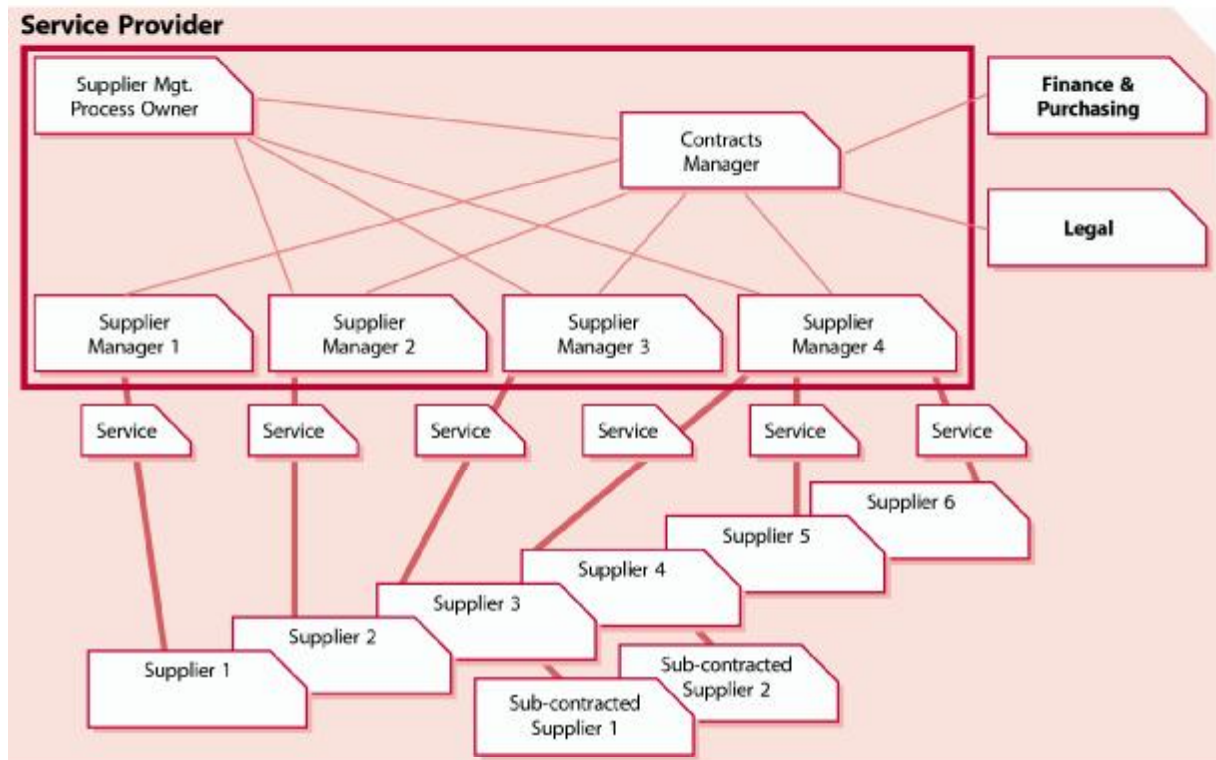 Service Provider
Supplier Mgt.
Process Owner
Finance &
Purchasing
Contracts
Manager
Legal
Supplier
Manager 1
Supplier
Manager 2
Supplier
Manager 3
Supplier
Manager 4
Service
Service
Service
Service
Service
Service
Supplier 6
Supplier 5
Supplier 4
Supplier 3
Supplier 2
Supplier 1
Sub-contracted
Supplier 2
Sub-contracted
Supplier 1